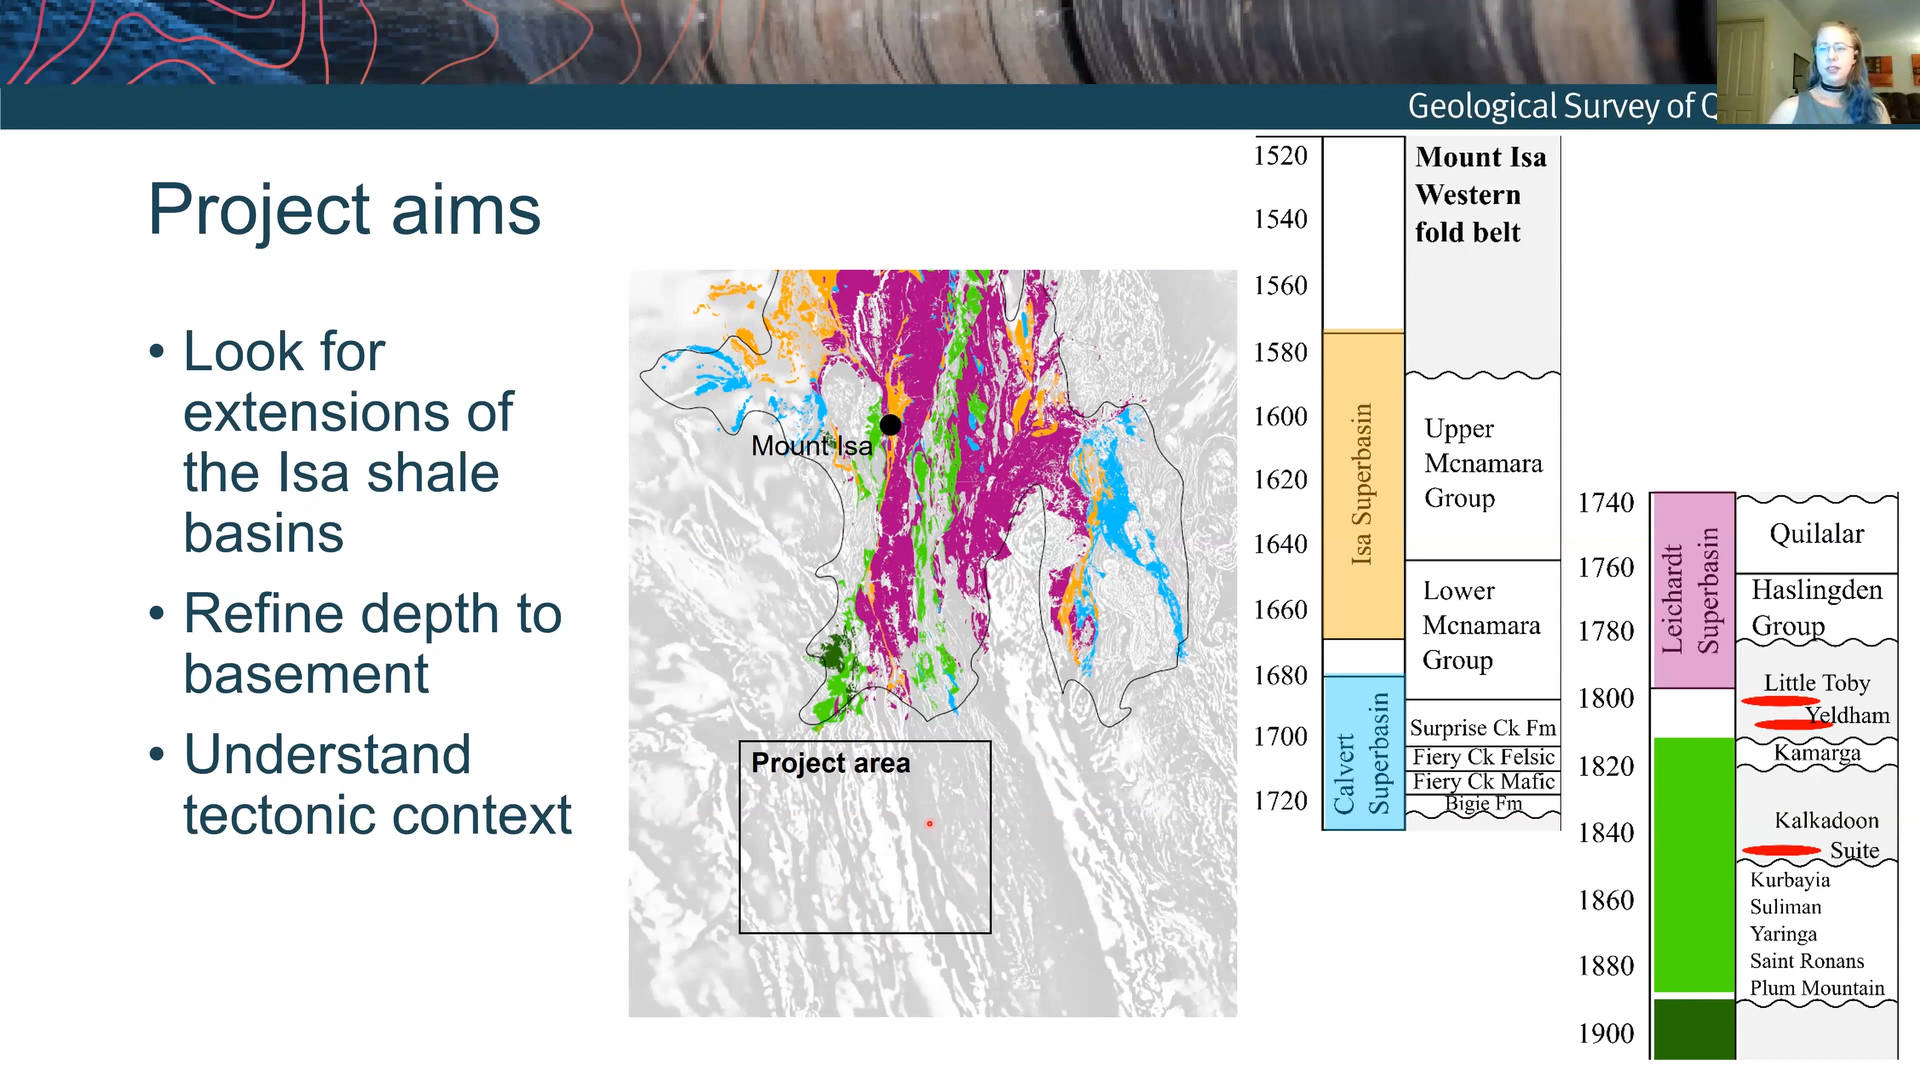 Geological Survey of Q
Project aims
• Look for
extensions of
the Isa shale
basins
• Refine depth to
basement
• Understand
tectonic context
Mount Isa
Project area
1520
1540
1560
1580
1600
1620
1640
1660
1680
1700
1720
Isa Superbasin
Calvert
Superbasin
Mount Isa
Western
fold belt
Upper
Mcnamara
Group
Lower
Mcnamara
Group
Surprise Ck Fm
Fiery Ck Felsic
Fiery Ck Mafic
Bigie Fm
1740
1760
1780
1800
1820
1840
1860
1880
1900
Leichardt
Superbasin
Quilalar
Haslingden
Group
Little Toby
Yeldham
Kamarga
Kalkadoon
Suite
Kurbayia
Suliman
Yaringa
Saint Ronans
Plum Mountain